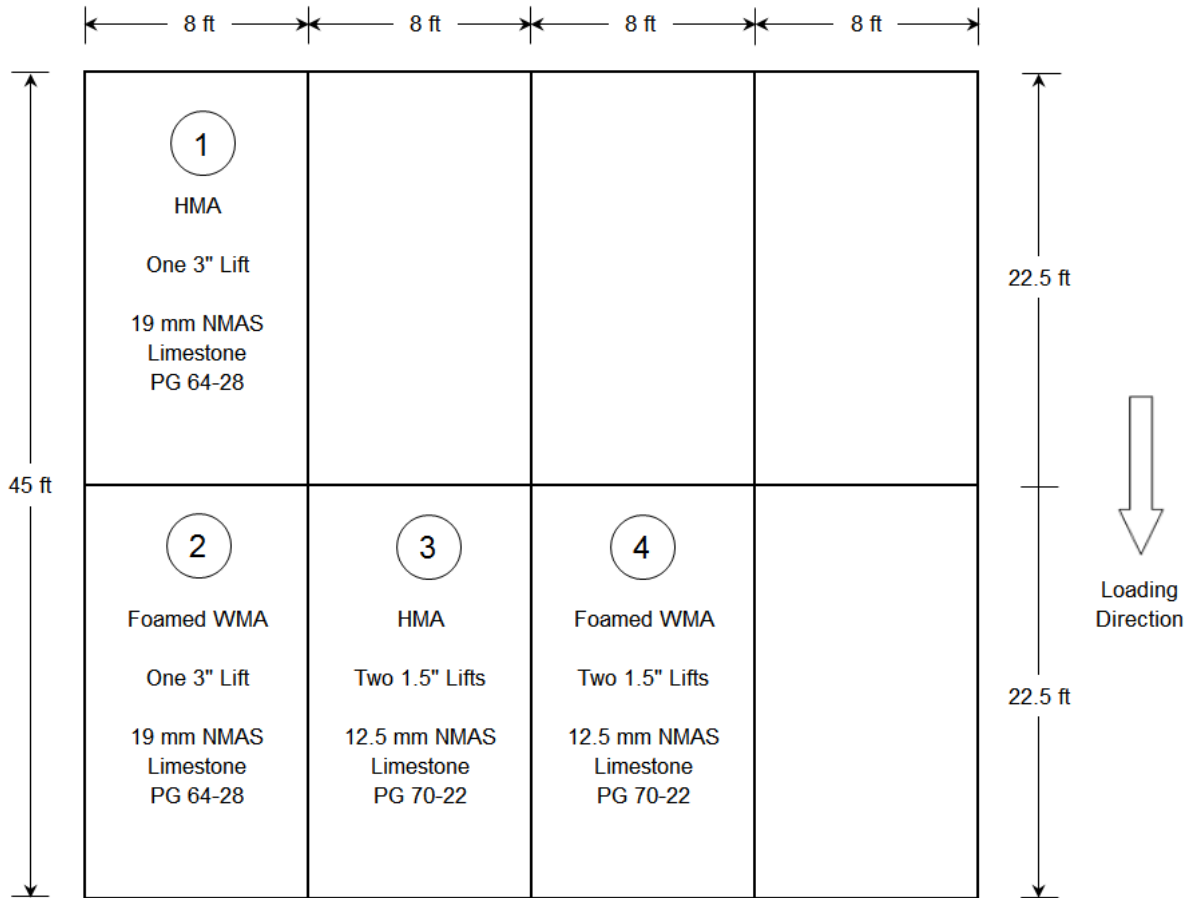 8 ft
8 ft
8 ft
8 ft
1
HMA
One 3" Lift
19 mm NMAS
Limestone
PG 64-28
22.5 ft
45 ft
2
Foamed WMA
One 3" Lift
19 mm NMAS
Limestone
PG 64-28
3
HMA
Two 1.5" Lifts
12.5 mm NMAS
Limestone
PG 70-22
4
Foamed WMA
Two 1.5" Lifts
12.5 mm NMAS
Limestone
PG 70-22
22.5 ft
Loading
Direction